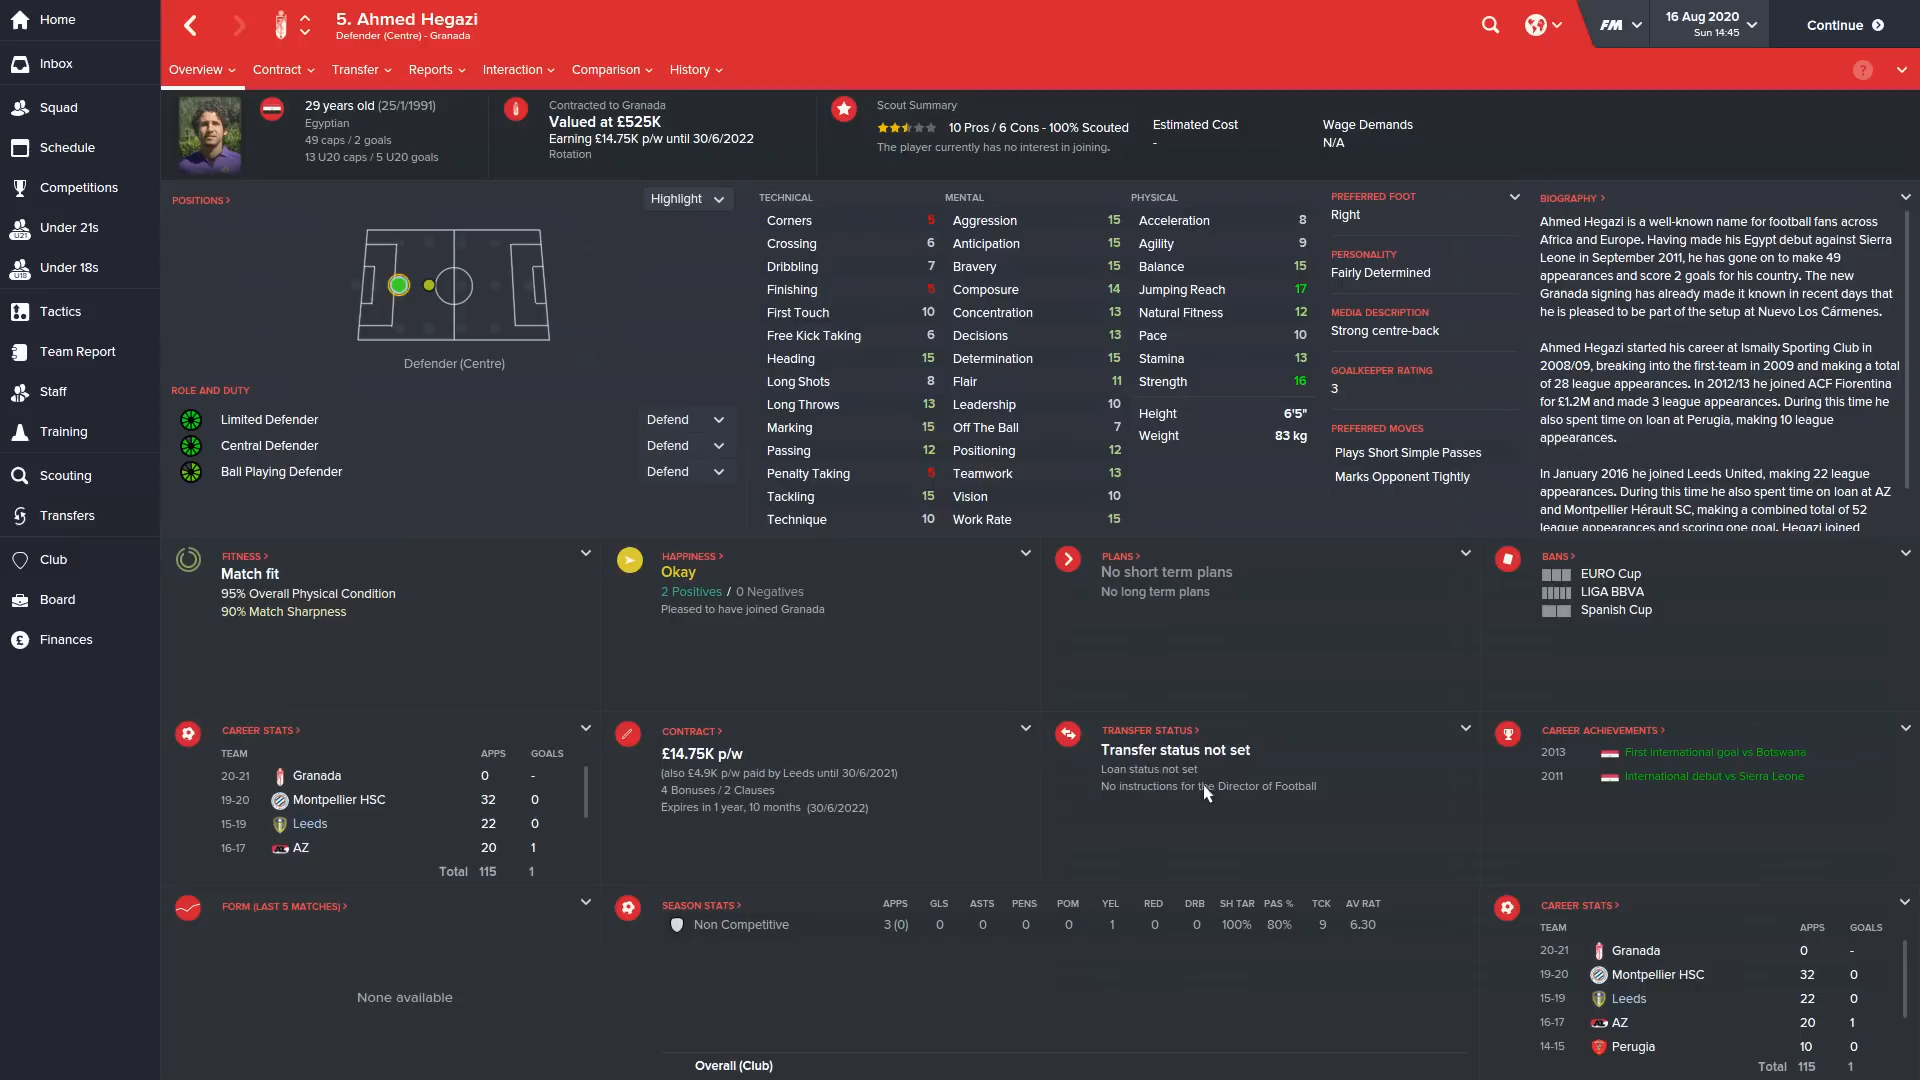 Home
Inbox
Squad
Schedule
Competitions
Under 21s
Under 18s
Tactics
Team Report
Staff
Training
Scouting
Transfers
Club
Board
Finances
5. Ahmed Hegazi
Defender (Centre) - Granada
FM
16 Aug 2020
Sun 14:45
Continue
Overview Contract Transfer Reports Interaction Comparison History
?
29 years old (25/1/1991)
Egyptian
49 caps / 2 goals
13 U20 caps / 5 U20 goals
Contracted to Granada
Valued at £525K
Earning £14.75K p/w until 30/6/2022
Rotation
Scout Summary
10 Pros / 6 Cons - 100% Scouted
The player currently has no interest in joining.
Estimated Cost
-
Wage Demands
N/A
POSITIONS >
Highlight
Defender (Centre)
ROLE AND DUTY
Limited Defender Defend
Central Defender Defend
Ball Playing Defender Defend
TECHNICAL
Corners 5
Crossing 6
Dribbling 7
Finishing 5
First Touch 10
Free Kick Taking 6
Heading 15
Long Shots 8
Long Throws 13
Marking 15
Passing 12
Penalty Taking 5
Tackling 15
Technique 10
MENTAL
Aggression 15
Anticipation 15
Bravery 15
Composure 14
Concentration 13
Decisions 13
Determination 15
Flair 11
Leadership 10
Off The Ball 7
Positioning 12
Teamwork 13
Vision 10
Work Rate 15
PHYSICAL
Acceleration 8
Agility 9
Balance 15
Jumping Reach 17
Natural Fitness 12
Pace 10
Stamina 13
Strength 16
Height 6'5"
Weight 83 kg
PREFERRED FOOT
Right
PERSONALITY
Fairly Determined
MEDIA DESCRIPTION
Strong centre-back
GOALKEEPER RATING
3
PREFERRED MOVES
Plays Short Simple Passes
Marks Opponent Tightly
BIOGRAPHY >
Ahmed Hegazi is a well-known name for football fans across
Africa and Europe. Having made his Egypt debut against Sierra
Leone in September 2011, he has gone on to make 49
appearances and score 2 goals for his country. The new
Granada signing has already made it known in recent days that
he is pleased to be part of the setup at Nuevo Los Cármenes.
Ahmed Hegazi started his career at Ismaily Sporting Club in
2008/09, breaking into the first-team in 2009 and making a total
of 28 league appearances. In 2012/13 he joined ACF Fiorentina
for £1.2M and made 3 league appearances. During this time he
also spent time on loan at Perugia, making 10 league
appearances.
In January 2016 he joined Leeds United, making 22 league
appearances. During this time he also spent time on loan at AZ
and Montpellier Hérault SC, making a combined total of 52
league appearances and scoring one goal. Hegazi joined
FITNESS >
Match fit
95% Overall Physical Condition
90% Match Sharpness
HAPPINESS >
Okay
2 Positives / 0 Negatives
Pleased to have joined Granada
PLANS >
No short term plans
No long term plans
BANS >
EURO Cup
LIGA BBVA
Spanish Cup
CAREER STATS >
TEAM APPS GOALS
20-21 Granada 0 -
19-20 Montpellier HSC 32 0
15-19 Leeds 22 0
16-17 AZ 20 1
Total 115 1
CONTRACT >
£14.75K p/w
(also £4.9K p/w paid by Leeds until 30/6/2021)
4 Bonuses / 2 Clauses
Expires in 1 year, 10 months (30/6/2022)
TRANSFER STATUS >
Transfer status not set
Loan status not set
No instructions for the Director of Football
CAREER ACHIEVEMENTS >
2013 First international goal vs Botswana
2011 International debut vs Sierra Leone
FORM (LAST 5 MATCHES) >
None available
SEASON STATS > APPS GLS ASTS PENS POM YEL RED DRB SH TAR PAS % TCK AV RAT
Non Competitive 3 (0) 0 0 0 0 1 0 0 100% 80% 9 6.30
Overall (Club)
CAREER STATS >
TEAM APPS GOALS
20-21 Granada 0 -
19-20 Montpellier HSC 32 0
15-19 Leeds 22 0
16-17 AZ 20 1
14-15 Perugia 10 0
Total 115 1